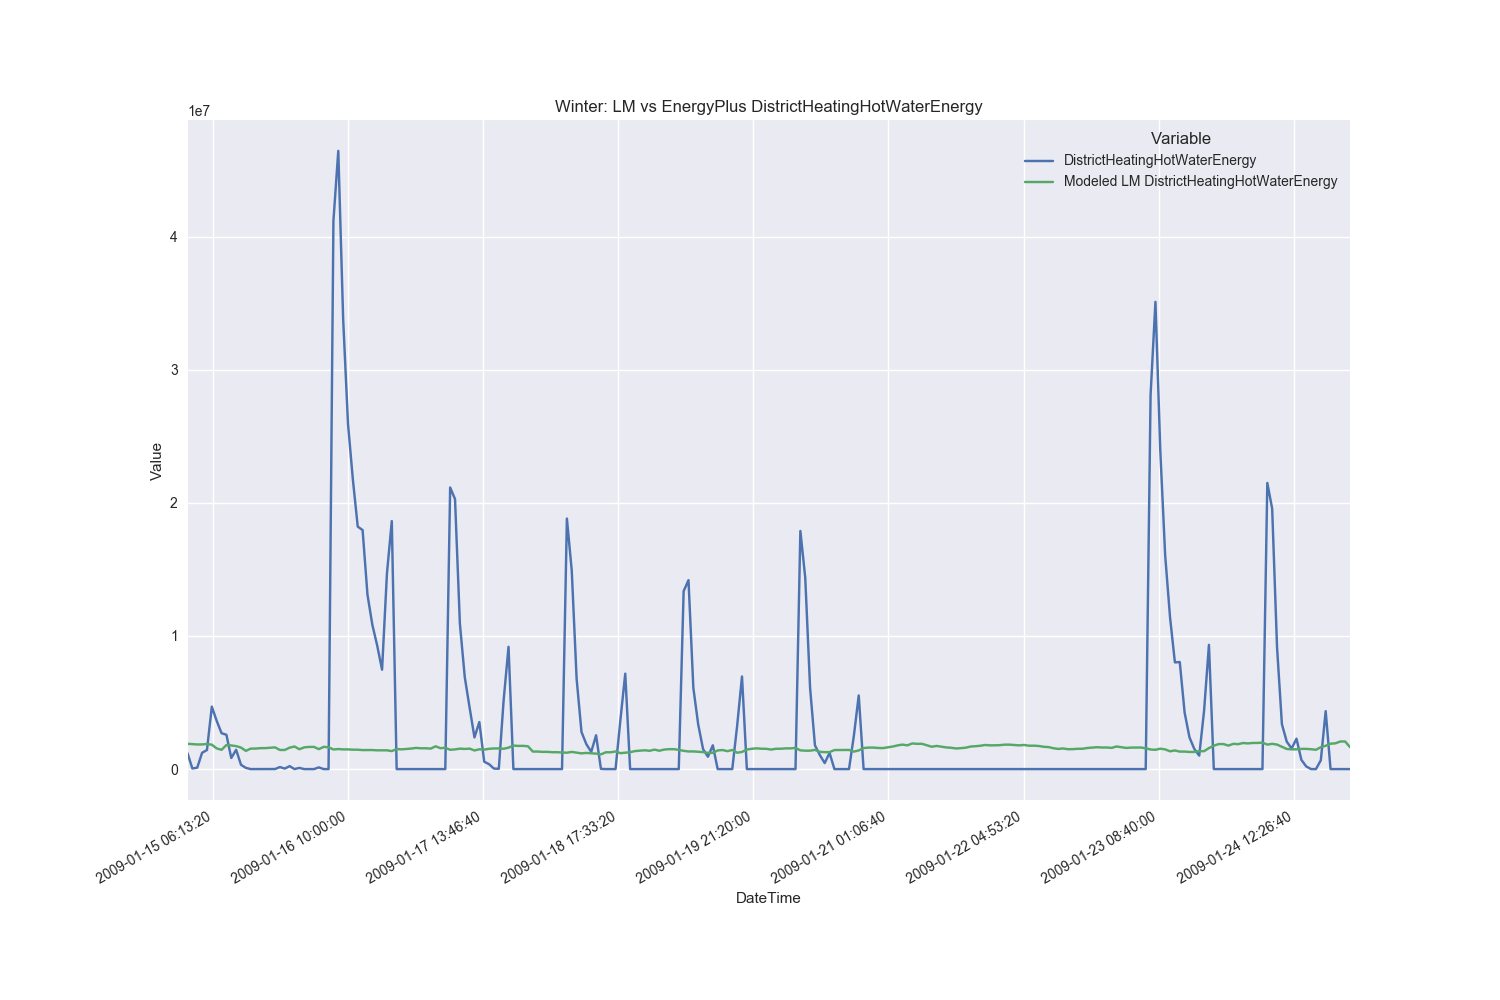 Winter: LM vs EnergyPlus DistrictHeatingHotWaterEnergy
1e7
Variable
DistrictHeatingHotWaterEnergy
Modeled LM DistrictHeatingHotWaterEnergy
4
3
2
1
0
Value
2009-01-15 06:13:20
2009-01-16 10:00:00
2009-01-17 13:46:40
2009-01-18 17:33:20
2009-01-19 21:20:00
2009-01-21 01:06:40
2009-01-22 04:53:20
2009-01-23 08:40:00
2009-01-24 12:26:40
DateTime